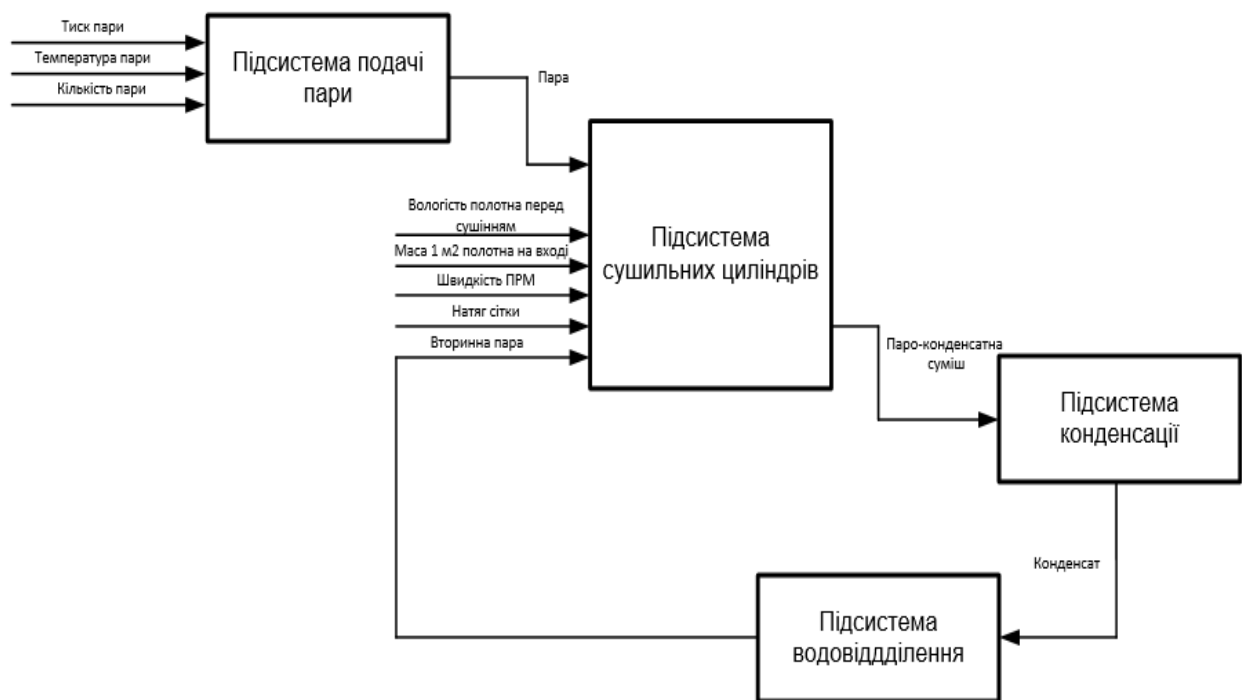 Тиск пари
Температура пари
Кількість пари
Підсистема подачі
пари
Пара
Вологість полотна перед
сушінням
Маса 1 м2 полотна на вході
Швидкість ПРМ
Натяг сітки
Вторинна пара
Підсистема
сушильних циліндрів
Паро-конденсатна
суміш
Підсистема
конденсації
Конденсат
Підсистема
водовіддділення